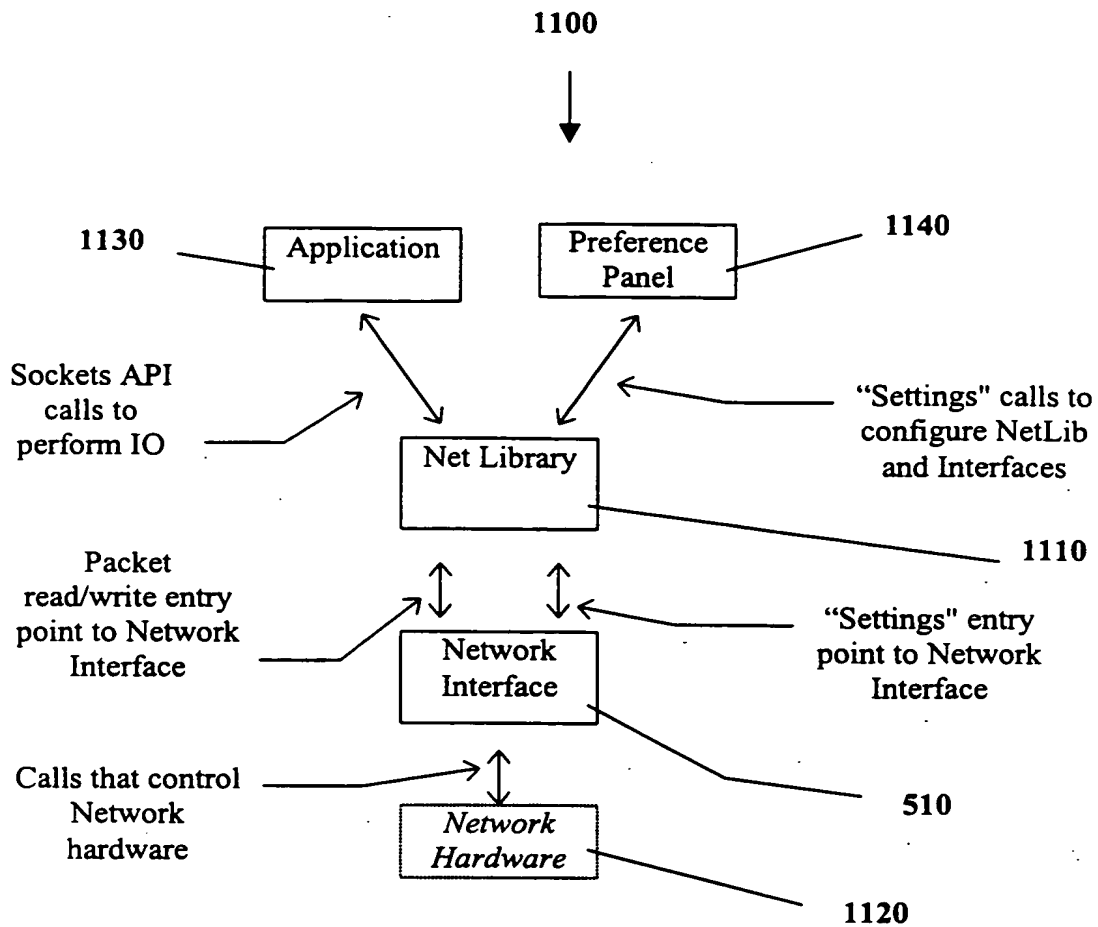 1100
1130
Application
Preference
Panel
1140
Sockets API
calls to
perform IO
“Settings" calls to
configure NetLib
and Interfaces
Net Library
1110
Packet
read/write entry
point to Network
Interface
“Settings" entry
point to Network
Interface
Network
Interface
Calls that control
Network
hardware
510
Network
Hardware
1120